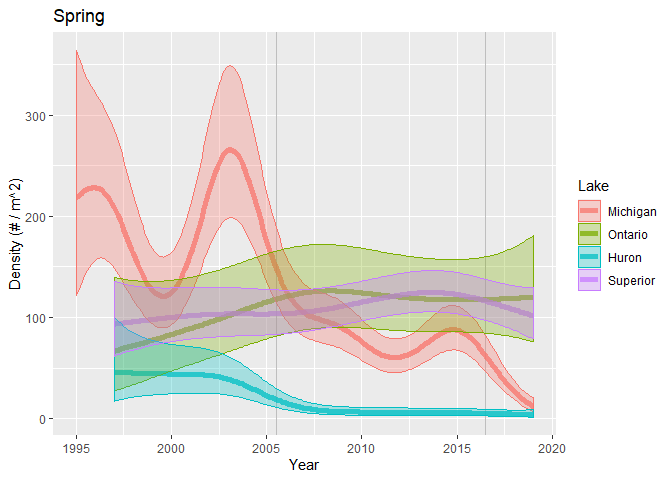 Spring
Density (# / m^2)
300
200
100
0
1995
2000
2005
2010
2015
2020
Year
Lake
Michigan
Ontario
Huron
Superior